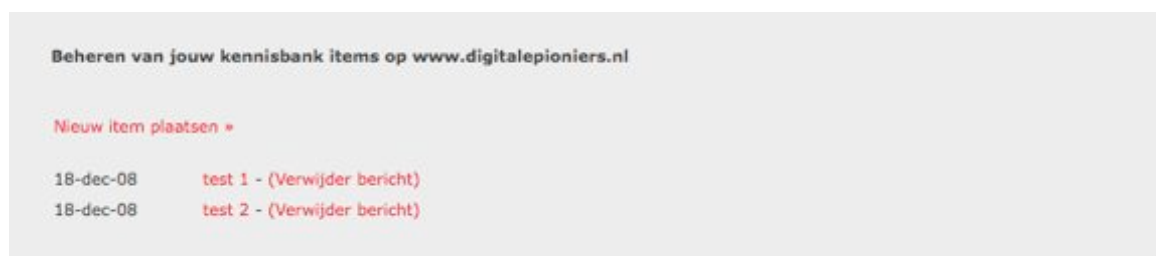 Beheren van jouw kennisbank items op www.digitalepioniers.nl
Nieuw item plaatsen »
18-dec-08 test 1 - (Verwijder bericht)
18-dec-08 test 2 - (Verwijder bericht)